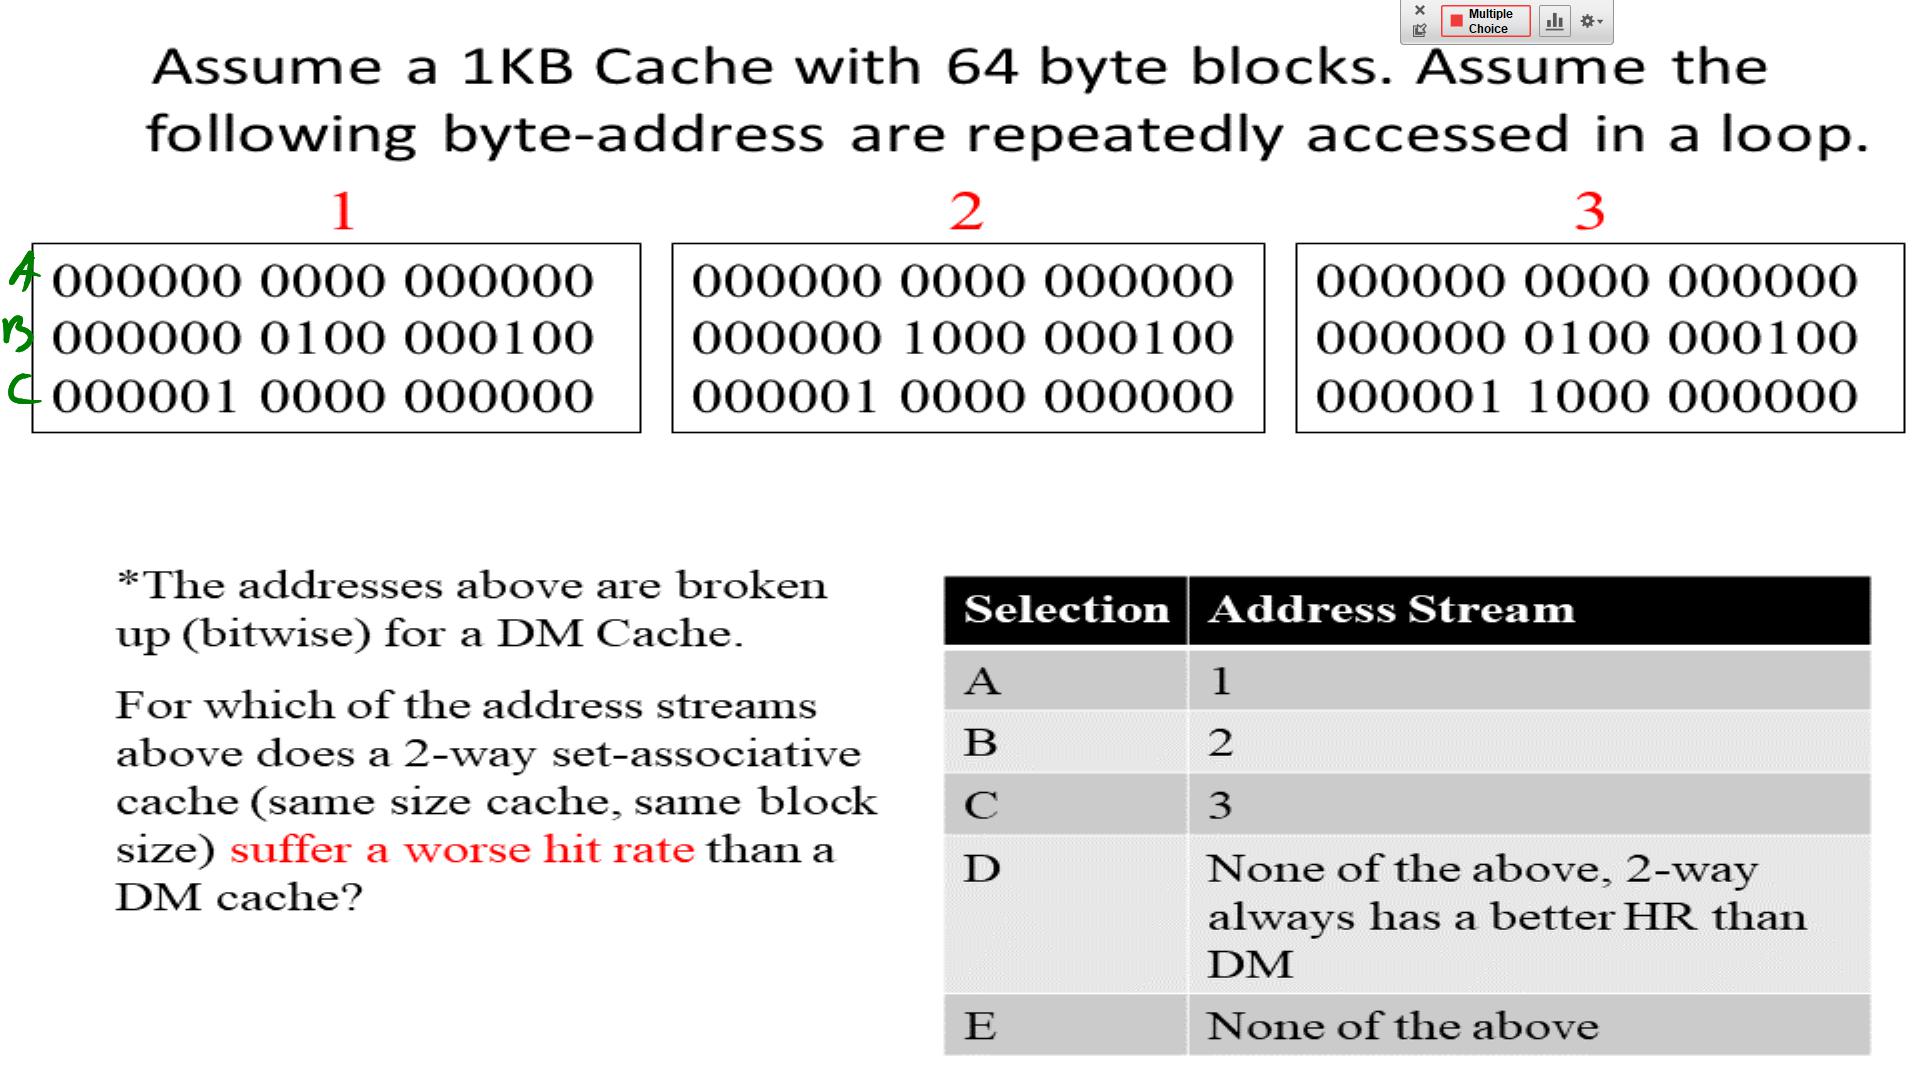 Multiple
Choice
Assume a 1KB Cache with 64 byte blocks. Assume the
following byte-address are repeatedly accessed in a loop.
1
2
3
A
B
C
000000 0000 000000
000000 0100 000100
000001 0000 000000
000000 0000 000000
000000 1000 000100
000001 0000 000000
000000 0000 000000
000000 0100 000100
000001 1000 000000
*The addresses above are broken
up (bitwise) for a DM Cache.
For which of the address streams
above does a 2-way set-associative
cache (same size cache, same block
size) suffer a worse hit rate than a
DM cache?
Selection Address Stream
A 1
B 2
C 3
D None of the above, 2-way
always has a better HR than
DM
E None of the above